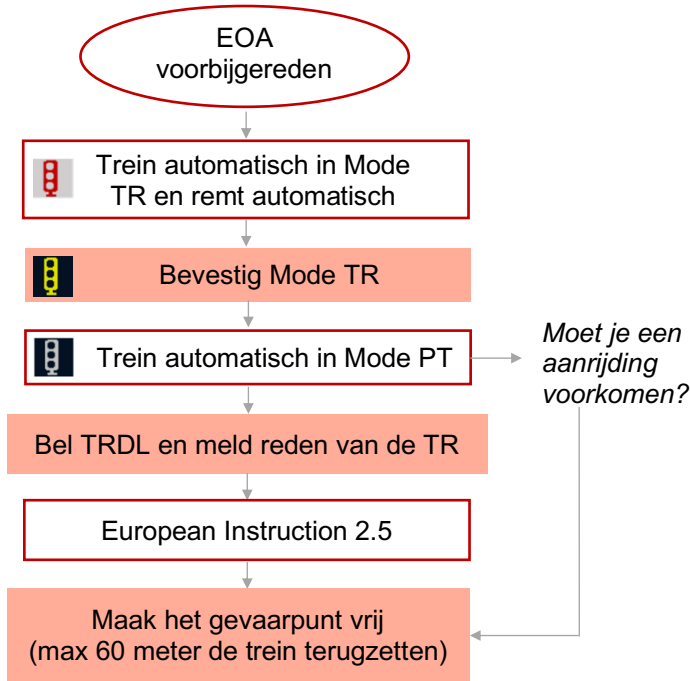 EOA
voorbijgereden
Trein automatisch in Mode
TR en remt automatisch
Bevestig Mode TR
Trein automatisch in Mode PT
Moet je een
aanrijding
voorkomen?
Bel TRDL en meld reden van de TR
European Instruction 2.5
Maak het gevaarpunt vrij
(max 60 meter de trein terugzetten)